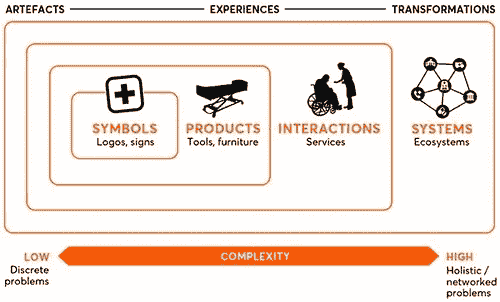 ARTEFACTS EXPERIENCES TRANSFORMATIONS
SYMBOLS PRODUCTS INTERACTIONS SYSTEMS
Logos, signs Tools, furniture Services Ecosystems
LOW COMPLEXITY HIGH
Discrete Holistic /
problems networked
problems